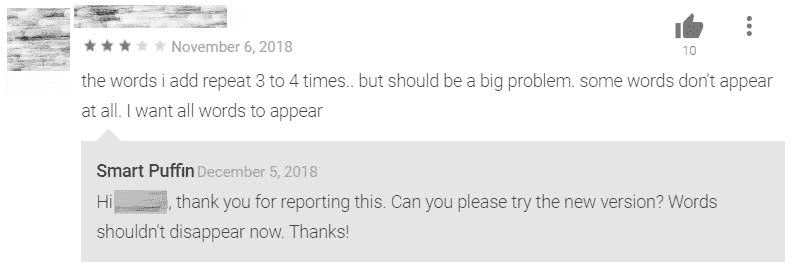 November 6, 2018
10
the words i add repeat 3 to 4 times.. but should be a big problem. some words don't appear
at all. I want all words to appear
Smart Puffin December 5, 2018
Hi , thank you for reporting this. Can you please try the new version? Words
shouldn't disappear now. Thanks!